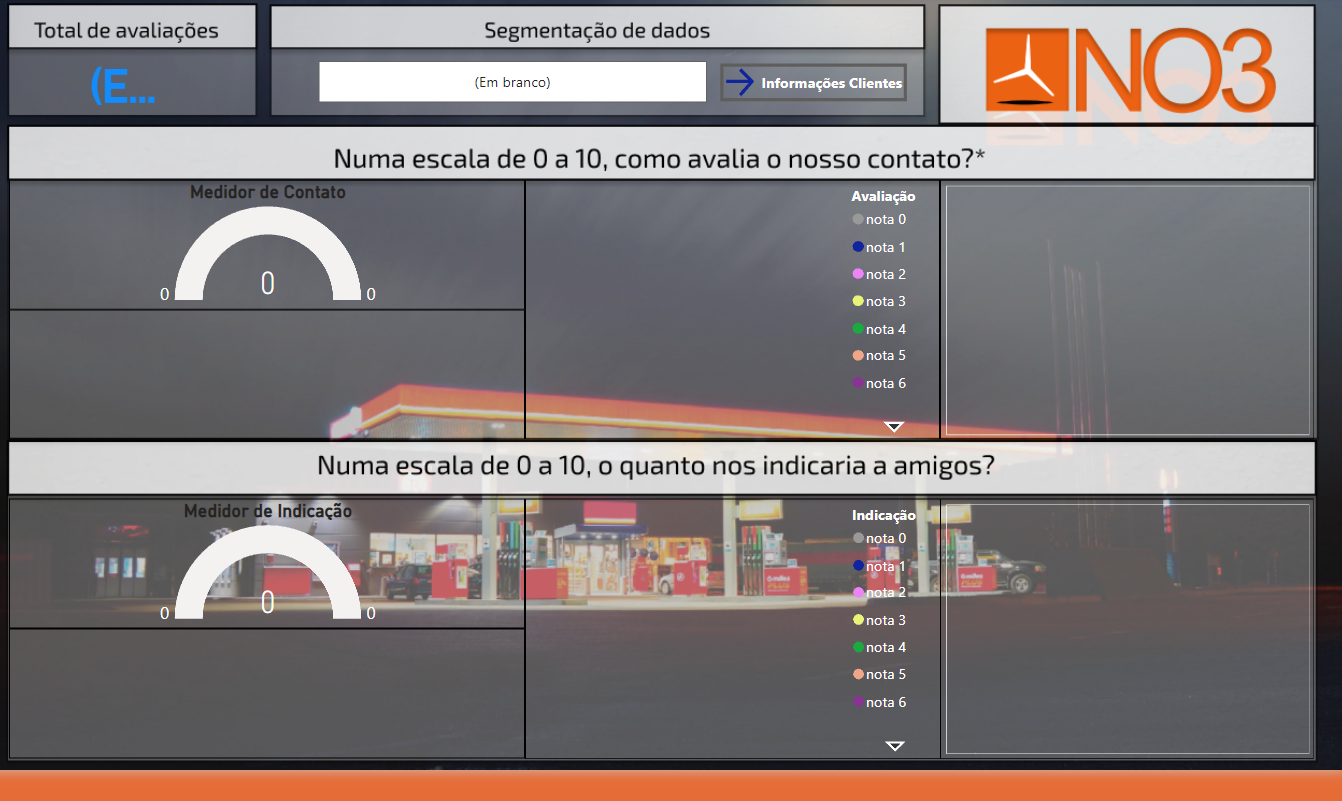 Total de avaliações
(E...
Segmentação de dados
(Em branco)
Informações Clientes
NO3
Numa escala de 0 a 10, como avalia o nosso contato?*
Medidor de Contato
0
0
0
Avaliação
nota 0
nota 1
nota 2
nota 3
nota 4
nota 5
nota 6
Numa escala de 0 a 10, o quanto nos indicaria a amigos?
Medidor de Indicação
0
0
0
Indicação
nota 0
nota 1
nota 2
nota 3
nota 4
nota 5
nota 6